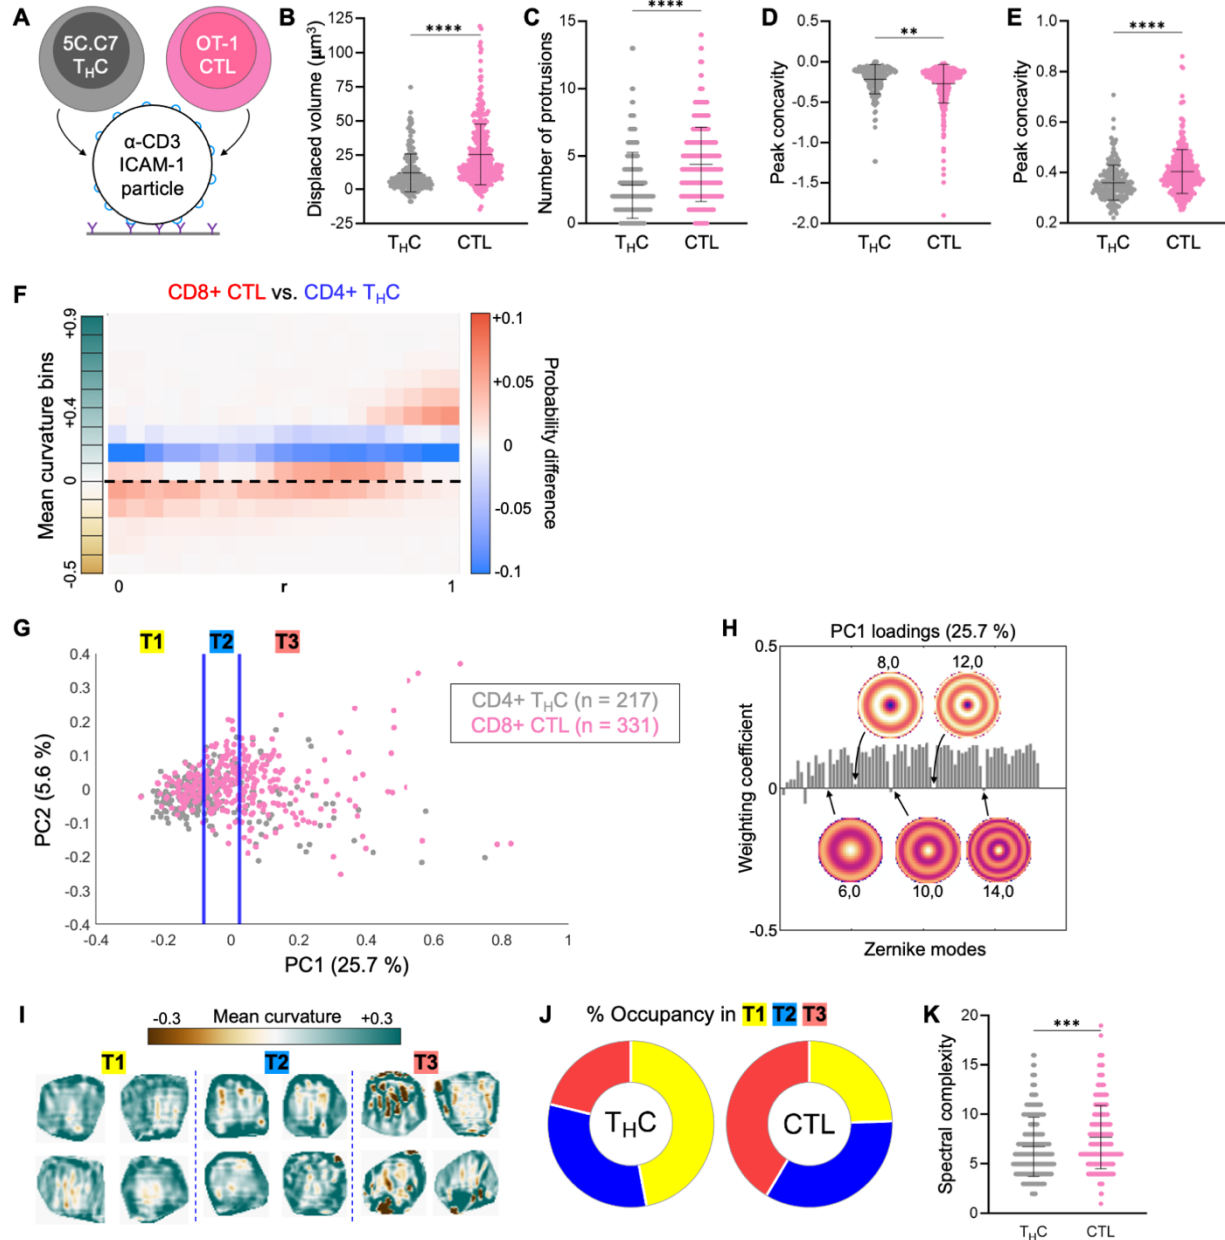 A
5C.C7
THC
OT-1
CTL
α-CD3
ICAM-1
particle
B
Displaced volume (μm³)
125
100
75
50
25
0
-25
****
THC
CTL
C
Number of protrusions
15
10
5
0
****
THC
CTL
D
Peak concavity
0.0
-0.5
-1.0
-1.5
-2.0
**
THC
CTL
E
Peak concavity
1.0
0.8
0.6
0.4
0.2
****
THC
CTL
F
CD8+ CTL vs. CD4+ THC
Mean curvature bins
+0.9
+0.4
0
-0.5
0
r
1
+0.1
+0.05
0
-0.05
-0.1
Probability difference
G
T1
T2
T3
CD4+ THC (n = 217)
CD8+ CTL (n = 331)
PC2 (5.6 %)
0.4
0.3
0.2
0.1
0
-0.1
-0.2
-0.3
-0.4
-0.4
-0.2
0
0.2
0.4
0.6
0.8
1
PC1 (25.7 %)
H
PC1 loadings (25.7 %)
Weighting coefficient
0.5
0
-0.5
8,0
12,0
6,0
10,0
14,0
Zernike modes
I
Mean curvature
-0.3
+0.3
T1
T2
T3
J
% Occupancy in T1 T2 T3
THC
CTL
K
Spectral complexity
20
15
10
5
0
***
THC
CTL